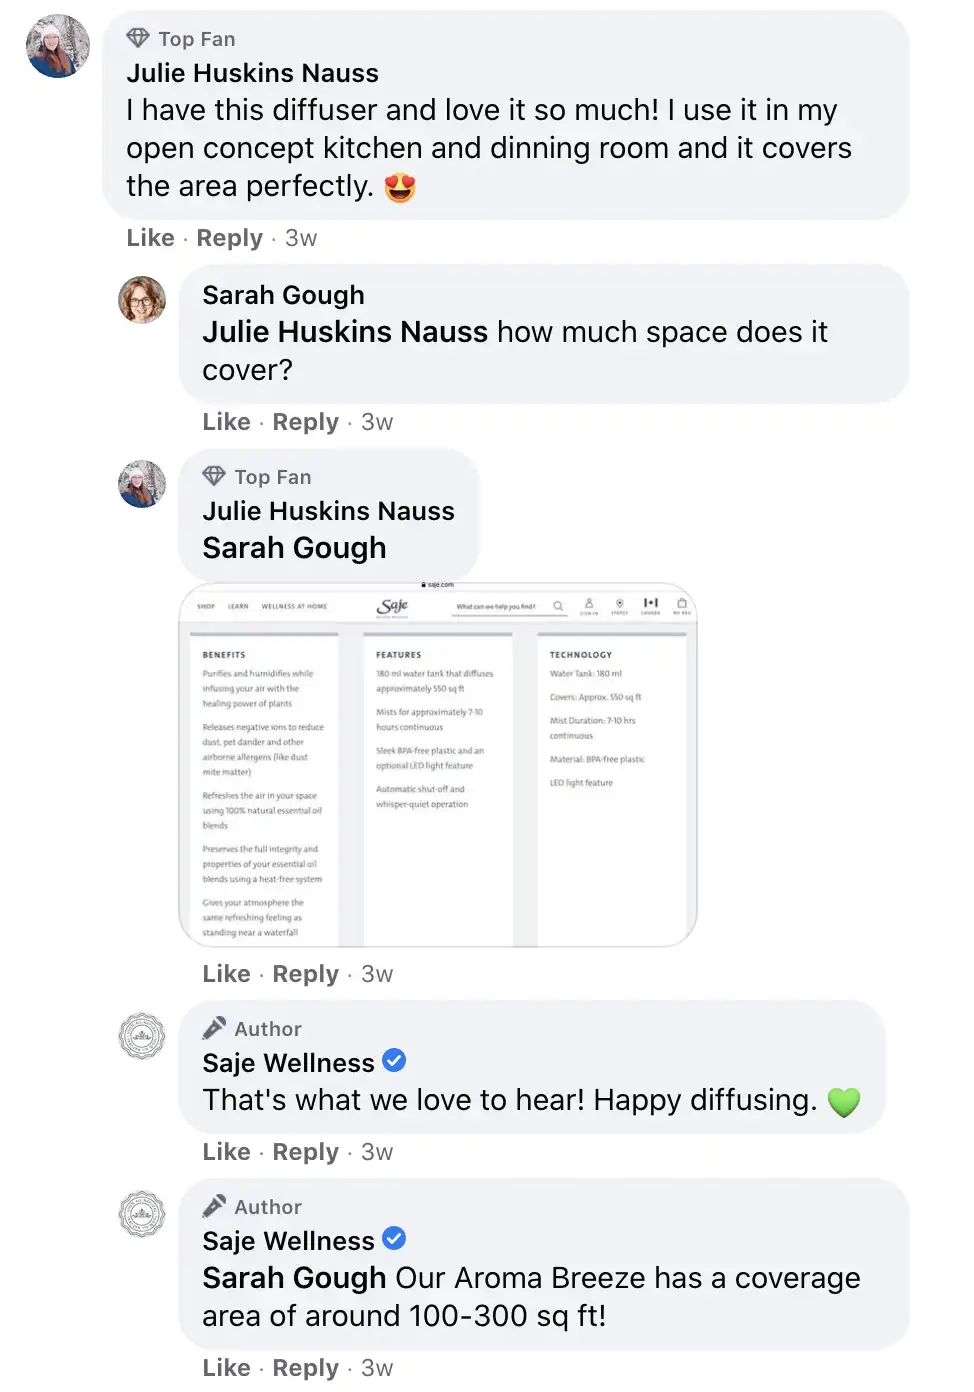 Top Fan
Julie Huskins Nauss
I have this diffuser and love it so much! I use it in my
open concept kitchen and dinning room and it covers
the area perfectly. 😍
Like · Reply · 3w
Sarah Gough
Julie Huskins Nauss how much space does it
cover?
Like · Reply · 3w
Top Fan
Julie Huskins Nauss
Sarah Gough
saje.com
SHOP LEARN WELLNESS AT HOME
Saje
What can we help you find?
SIGN IN STORES CANADA MY BAG
BENEFITS
Purifies and humidifies while
infusing your air with the
healing power of plants
Releases negative ions to reduce
dust, pet dander and other
airborne allergens (like dust
mite matter)
Refreshes the air in your space
using 100% natural essential oil
blends
Preserves the full integrity and
properties of your essential oil
blends using a heat-free system
Gives your atmosphere the
same refreshing feeling as
standing near a waterfall
FEATURES
180 ml water tank that diffuses
approximately 550 sq ft
Mists for approximately 7-10
hours continuous
Sleek BPA-free plastic and an
optional LED light feature
Automatic shut-off and
whisper-quiet operation
TECHNOLOGY
Water Tank: 180 ml
Covers: Approx. 550 sq ft
Mist Duration: 7-10 hrs
continuous
Material: BPA-free plastic
LED light feature
Like · Reply · 3w
Author
Saje Wellness
That's what we love to hear! Happy diffusing. 💚
Like · Reply · 3w
Author
Saje Wellness
Sarah Gough Our Aroma Breeze has a coverage
area of around 100-300 sq ft!
Like · Reply · 3w